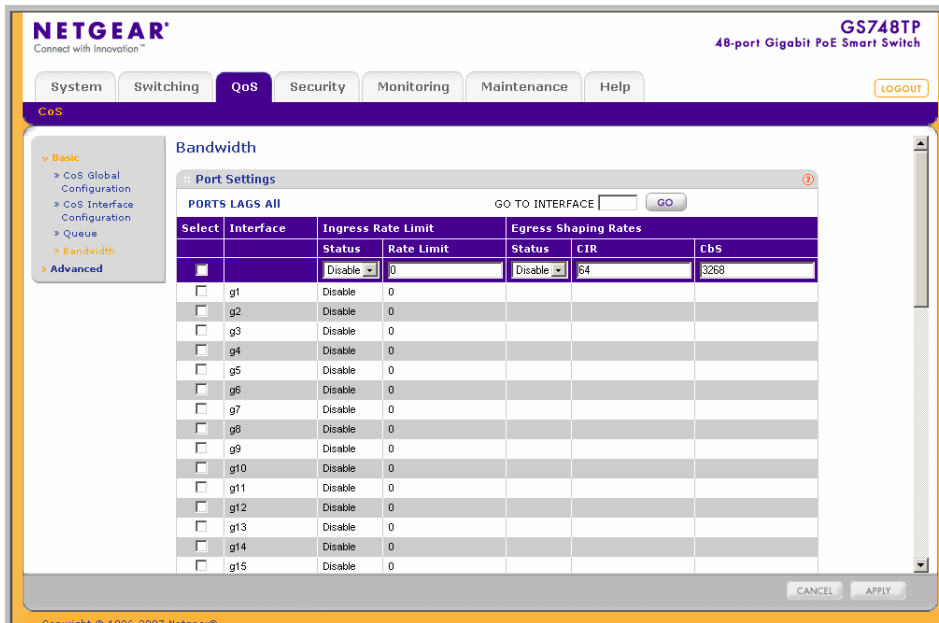 NETGEAR®
Connect with Innovation™
GS748TP
48-port Gigabit PoE Smart Switch
System Switching QoS Security Monitoring Maintenance Help LOGOUT
CoS
Basic
» CoS Global
Configuration
» CoS Interface
Configuration
» Queue
» Bandwidth
Advanced
Bandwidth
Port Settings
PORTS LAGS All GO TO INTERFACE GO
Select Interface Ingress Rate Limit Egress Shaping Rates
Status Rate Limit Status CIR CbS
Disable 0 Disable 64 3268
g1 Disable 0
g2 Disable 0
g3 Disable 0
g4 Disable 0
g5 Disable 0
g6 Disable 0
g7 Disable 0
g8 Disable 0
g9 Disable 0
g10 Disable 0
g11 Disable 0
g12 Disable 0
g13 Disable 0
g14 Disable 0
g15 Disable 0
CANCEL APPLY
Copyright © 1996-2007 Netgear®